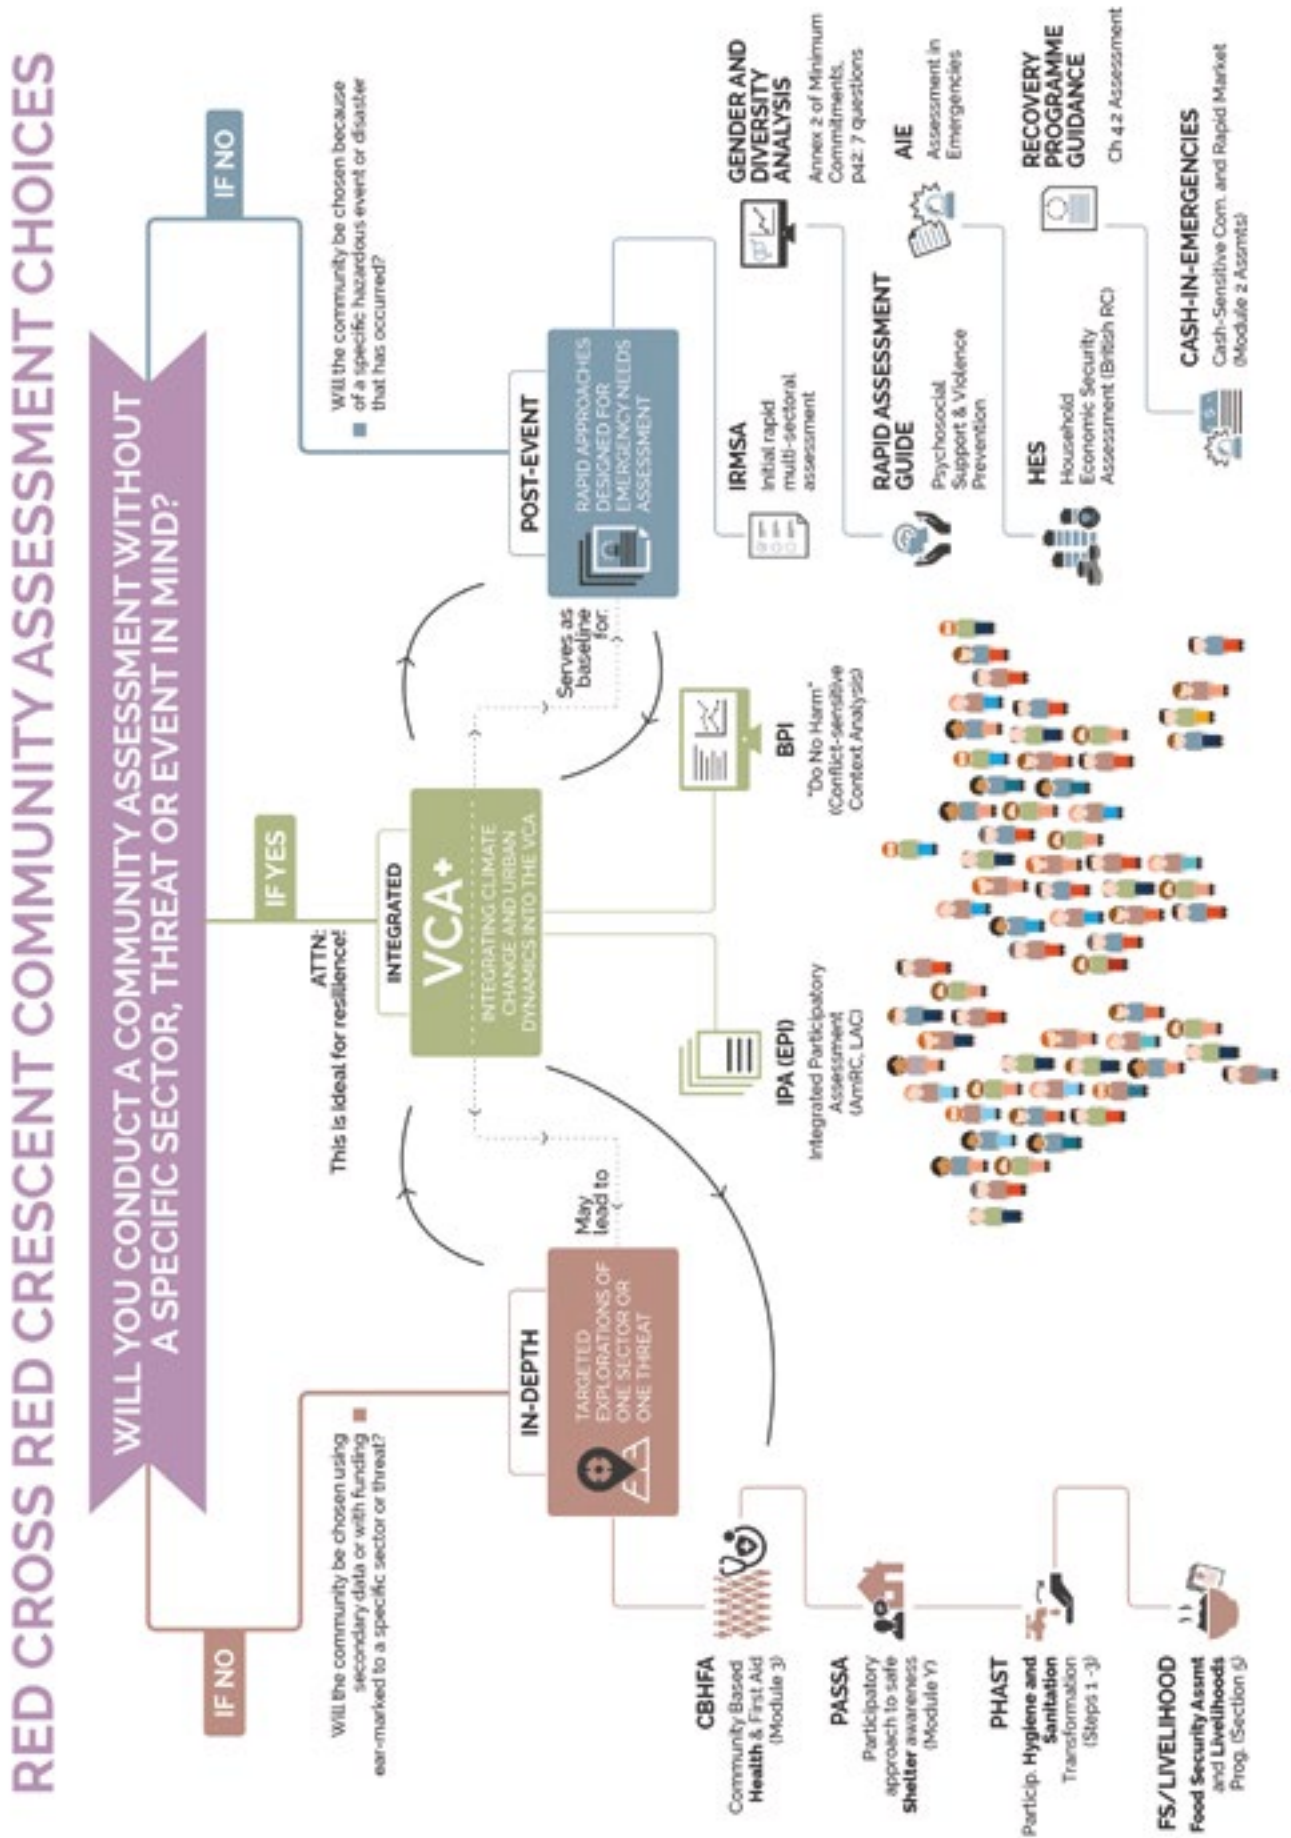 RED CROSS RED CRESCENT COMMUNITY ASSESSMENT CHOICES
WILL YOU CONDUCT A COMMUNITY ASSESSMENT WITHOUT
A SPECIFIC SECTOR, THREAT OR EVENT IN MIND?
IF NO
Will the community be chosen using
secondary data or with funding
ear-marked to a specific sector or threat?
IN-DEPTH
TARGETED
EXPLORATIONS OF
ONE SECTOR OR
ONE THREAT
May
lead to
CBHFA
Community Based
Health & First Aid
(Module 3)
PASSA
Participatory
approach to safe
Shelter awareness
(Module Y)
PHAST
Particip. Hygiene and
Sanitation
Transformation
(Steps 1 -3)
FS/LIVELIHOOD
Food Security Assmt
and Livelihoods
Prog. (Section 5)
IF YES
ATTN:
This is ideal for resilience!
INTEGRATED
VCA+
INTEGRATING CLIMATE
CHANGE AND URBAN
DYNAMICS INTO THE VCA
IPA (EPI)
Integrated Participatory
Assessment
(AmRC, LAC)
BPI
"Do No Harm"
(Conflict-sensitive
Context Analysis)
Serves as
baseline
for:
IF NO
Will the community be chosen because
of a specific hazardous event or disaster
that has occurred?
POST-EVENT
RAPID APPROACHES
DESIGNED FOR
EMERGENCY NEEDS
ASSESSMENT
IRMSA
Initial rapid
multi-sectoral
assessment
GENDER AND
DIVERSITY
ANALYSIS
Annex 2 of Minimum
Commitments,
p42: 7 questions
RAPID ASSESSMENT
GUIDE
Psychosocial
Support & Violence
Prevention
AIE
Assessment in
Emergencies
HES
Household
Economic Security
Assessment (British RC)
RECOVERY
PROGRAMME
GUIDANCE
Ch 4.2 Assessment
CASH-IN-EMERGENCIES
Cash-Sensitive Com. and Rapid Market
(Module 2 Assmts)